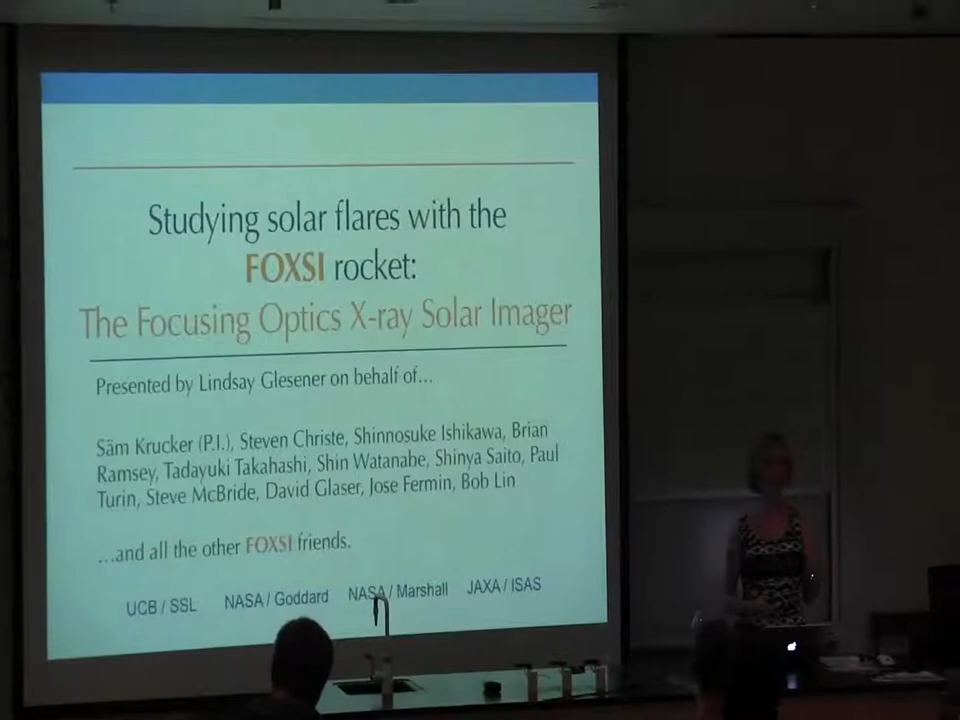 Studying solar flares with the
FOXSI rocket:
The Focusing Optics X-ray Solar Imager
Presented by Lindsay Glesener on behalf of...
Säm Krucker (P.I.), Steven Christe, Shinnosuke Ishikawa, Brian
Ramsey, Tadayuki Takahashi, Shin Watanabe, Shinya Saito, Paul
Turin, Steve McBride, David Glaser, Jose Fermin, Bob Lin
...and all the other FOXSI friends.
UCB / SSL NASA / Goddard NASA / Marshall JAXA / ISAS